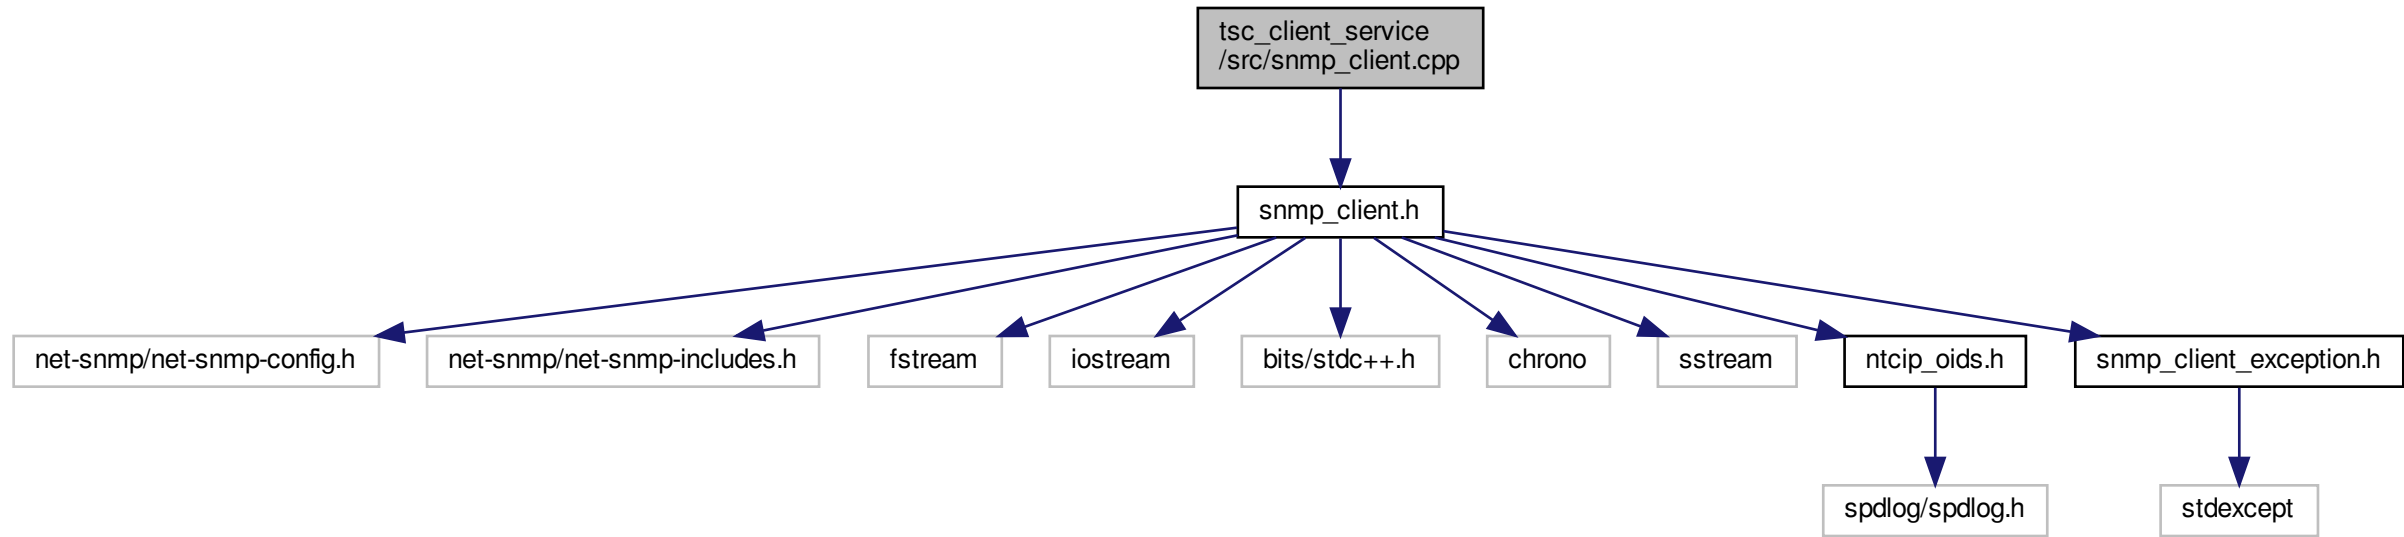 tsc_client_service
/src/snmp_client.cpp
snmp_client.h
net-snmp/net-snmp-config.h
net-snmp/net-snmp-includes.h
fstream
iostream
bits/stdc++.h
chrono
sstream
ntcip_oids.h
snmp_client_exception.h
spdlog/spdlog.h
stdexcept